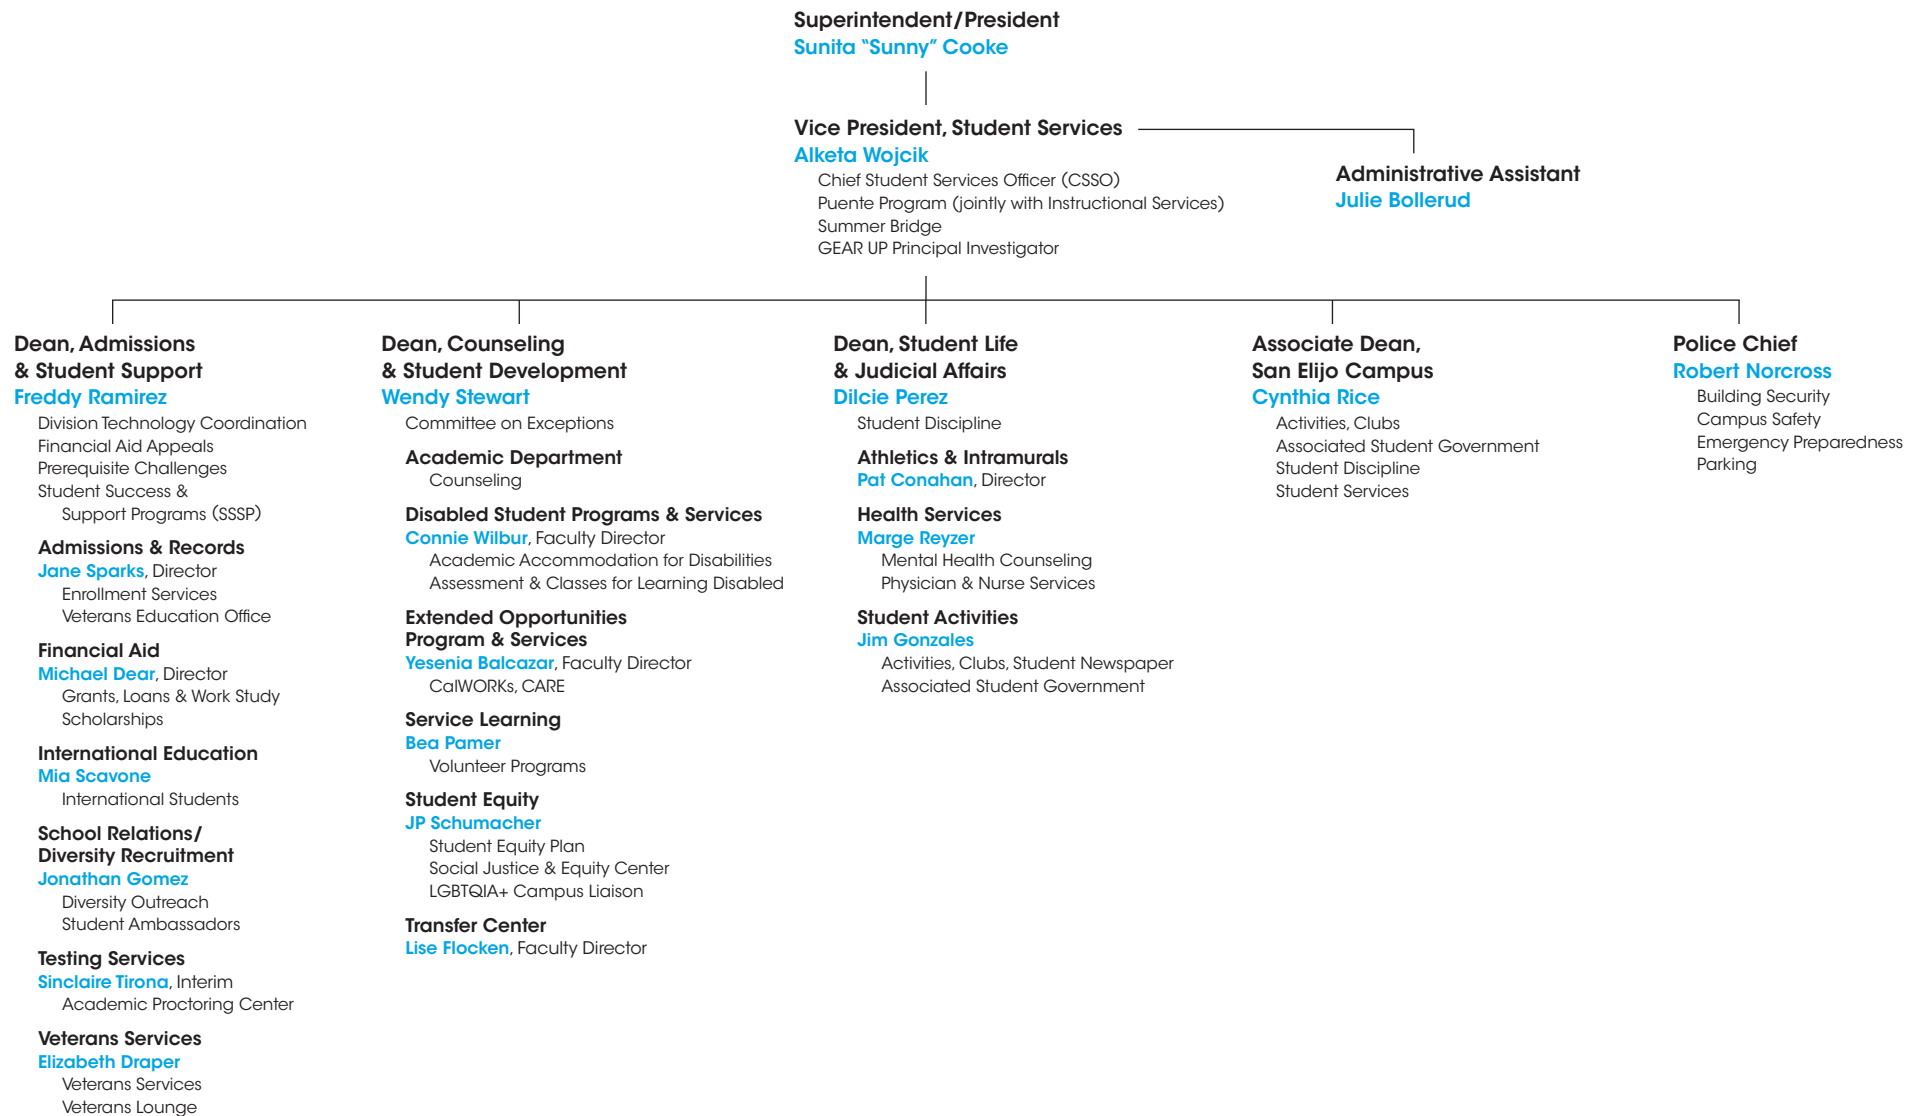 Superintendent/President
Sunita “Sunny” Cooke
Vice President, Student Services
Alketa Wojcik
Chief Student Services Officer (CSSO)
Puente Program (jointly with Instructional Services)
Summer Bridge
GEAR UP Principal Investigator
Administrative Assistant
Julie Bollerud
Dean, Admissions
& Student Support
Freddy Ramirez
Division Technology Coordination
Financial Aid Appeals
Prerequisite Challenges
Student Success &
Support Programs (SSSP)
Admissions & Records
Jane Sparks, Director
Enrollment Services
Veterans Education Office
Financial Aid
Michael Dear, Director
Grants, Loans & Work Study
Scholarships
International Education
Mia Scavone
International Students
School Relations/
Diversity Recruitment
Jonathan Gomez
Diversity Outreach
Student Ambassadors
Testing Services
Sinclaire Tirona, Interim
Academic Proctoring Center
Veterans Services
Elizabeth Draper
Veterans Services
Veterans Lounge
Dean, Counseling
& Student Development
Wendy Stewart
Committee on Exceptions
Academic Department
Counseling
Disabled Student Programs & Services
Connie Wilbur, Faculty Director
Academic Accommodation for Disabilities
Assessment & Classes for Learning Disabled
Extended Opportunities
Program & Services
Yesenia Balcazar, Faculty Director
CalWORKs, CARE
Service Learning
Bea Pamer
Volunteer Programs
Student Equity
JP Schumacher
Student Equity Plan
Social Justice & Equity Center
LGBTQIA+ Campus Liaison
Transfer Center
Lise Flocken, Faculty Director
Dean, Student Life
& Judicial Affairs
Dilcie Perez
Student Discipline
Athletics & Intramurals
Pat Conahan, Director
Health Services
Marge Reyzer
Mental Health Counseling
Physician & Nurse Services
Student Activities
Jim Gonzales
Activities, Clubs, Student Newspaper
Associated Student Government
Associate Dean,
San Elijo Campus
Cynthia Rice
Activities, Clubs
Associated Student Government
Student Discipline
Student Services
Police Chief
Robert Norcross
Building Security
Campus Safety
Emergency Preparedness
Parking